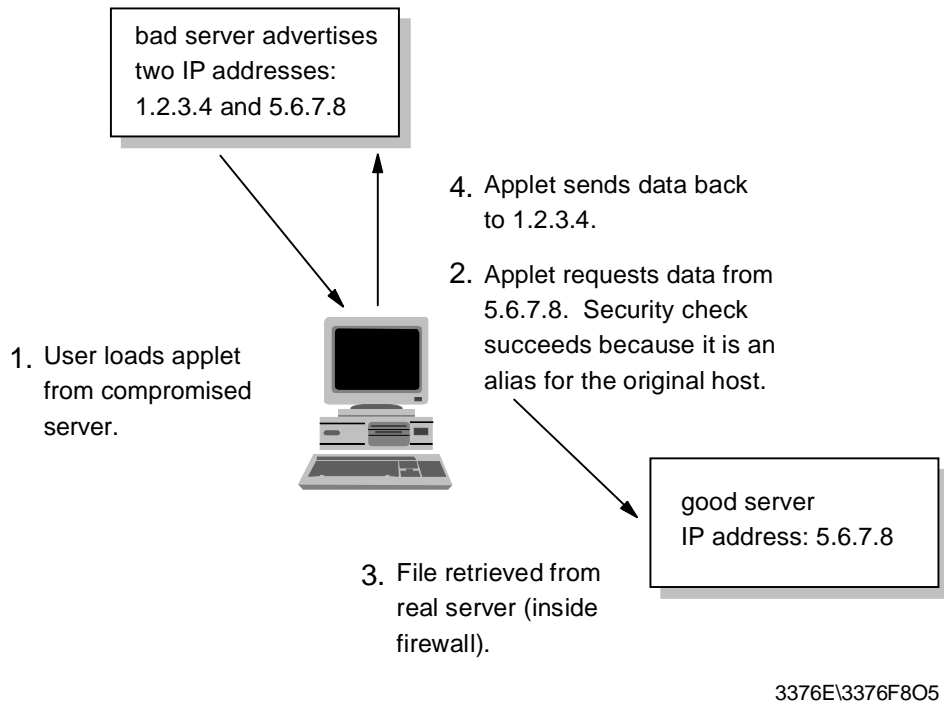 bad server advertises
two IP addresses:
1.2.3.4 and 5.6.7.8
4. Applet sends data back
to 1.2.3.4.
2. Applet requests data from
5.6.7.8. Security check
succeeds because it is an
alias for the original host.
1. User loads applet
from compromised
server.
good server
IP address: 5.6.7.8
3. File retrieved from
real server (inside
firewall).
3376E\3376F8O5